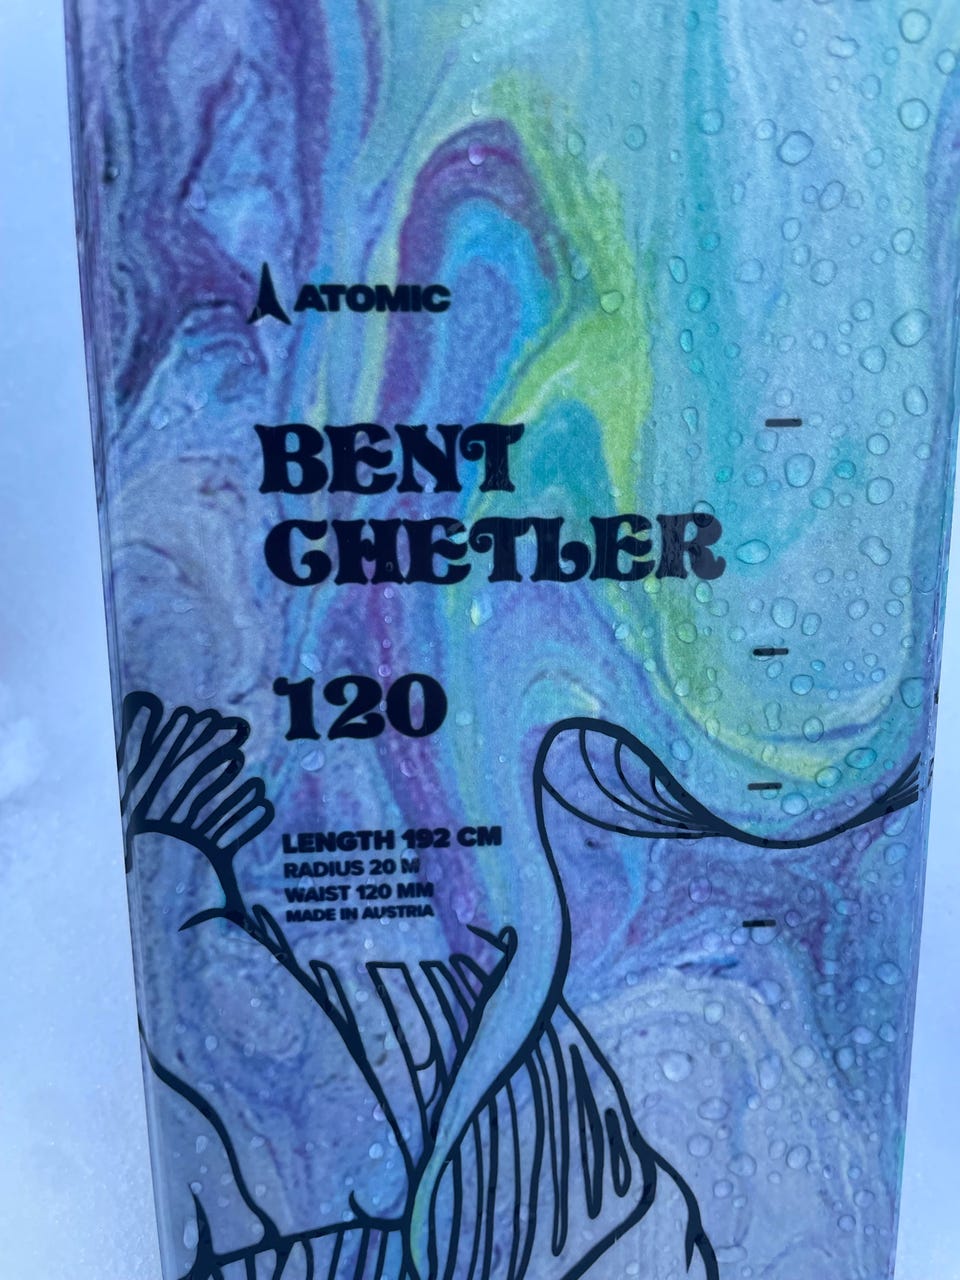 ATOMIC
BENT
CHETLER
120
LENGTH 192 CM
RADIUS 20 M
WAIST 120 MM
MADE IN AUSTRIA